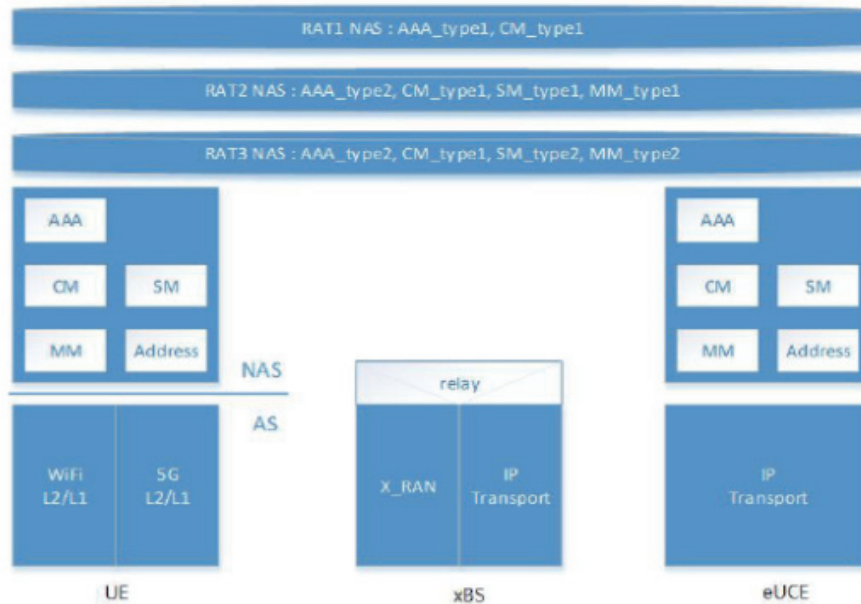 RAT1 NAS : AAA_type1, CM_type1
RAT2 NAS : AAA_type2, CM_type1, SM_type1, MM_type1
RAT3 NAS : AAA_type2, CM_type1, SM_type2, MM_type2
AAA
CM
SM
MM
Address
NAS
AS
WiFi
L2/L1
5G
L2/L1
UE
relay
X_RAN
IP
Transport
xBS
AAA
CM
SM
MM
Address
IP
Transport
eUCE